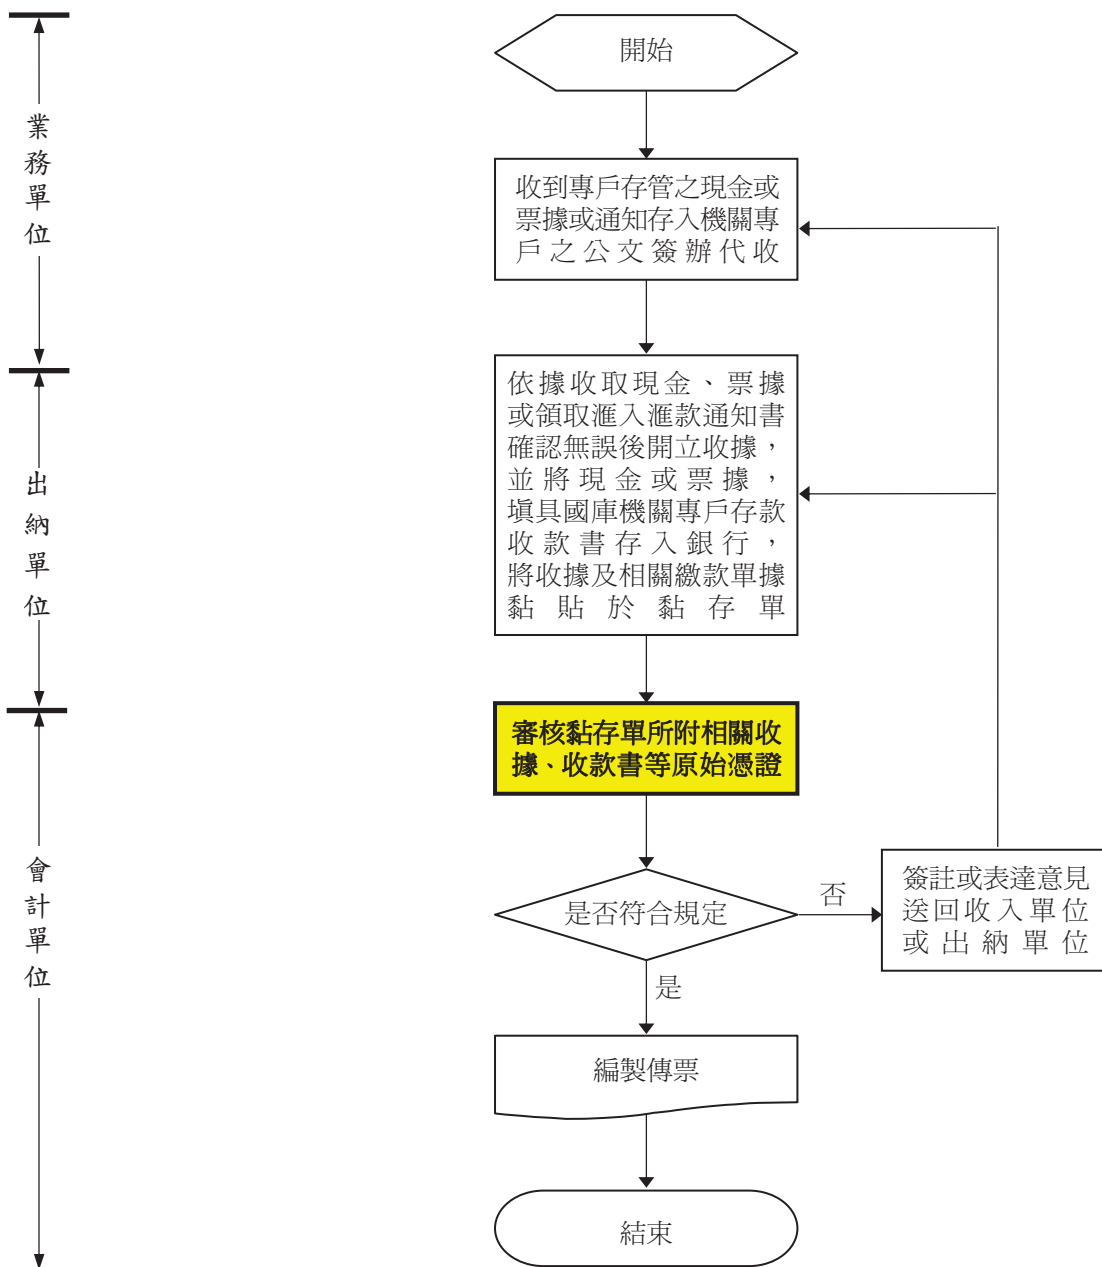 業務單位
出納單位
會計單位
開始
收到專戶存管之現金或
票據或通知存入機關專
戶之公文簽辦代收
依據收取現金、票據
或領取滙入滙款通知書
確認無誤後開立收據，
並將現金或票據，
填具國庫機關專戶存款
收款書存入銀行，
將收據及相關繳款單據
黏貼於黏存單
審核黏存單所附相關收
據、收款書等原始憑證
是否符合規定
否
簽註或表達意見
送回收入單位
或出納單位
是
編製傳票
結束